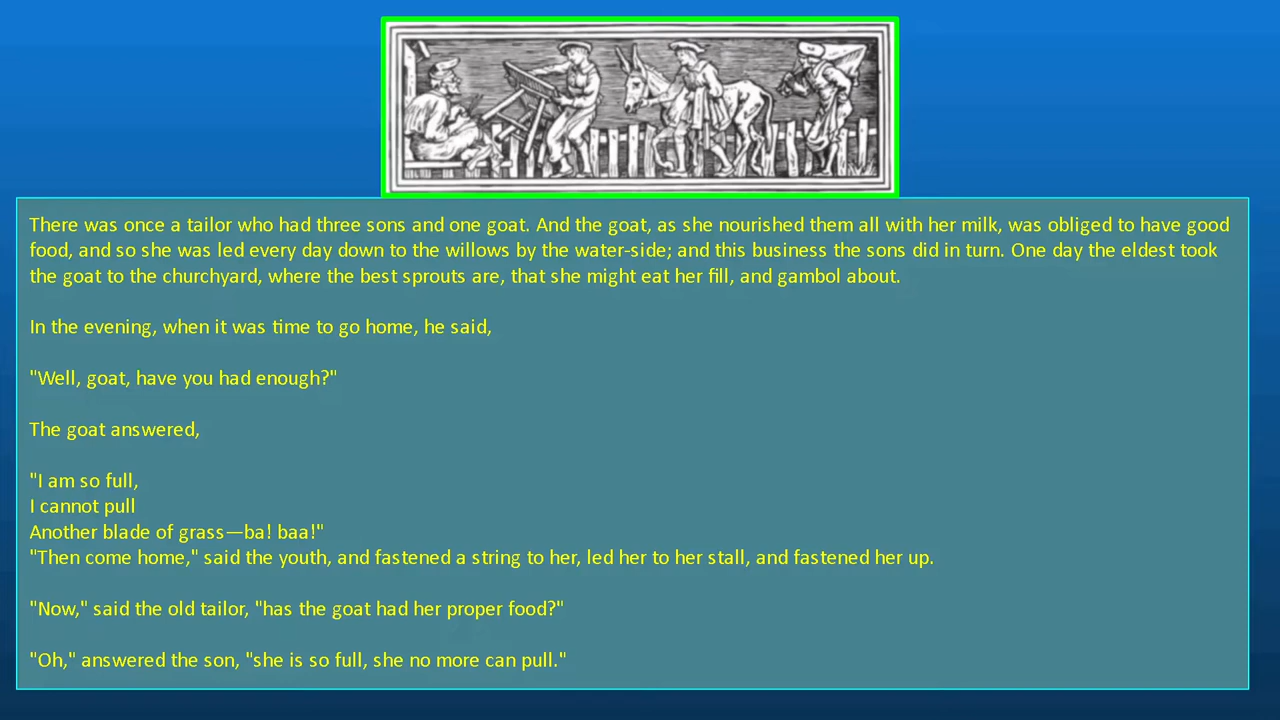 There was once a tailor who had three sons and one goat. And the goat, as she nourished them all with her milk, was obliged to have good
food, and so she was led every day down to the willows by the water-side; and this business the sons did in turn. One day the eldest took
the goat to the churchyard, where the best sprouts are, that she might eat her fill, and gambol about.
In the evening, when it was time to go home, he said,
"Well, goat, have you had enough?"
The goat answered,
"I am so full,
I cannot pull
Another blade of grass—ba! baa!"
"Then come home," said the youth, and fastened a string to her, led her to her stall, and fastened her up.
"Now," said the old tailor, "has the goat had her proper food?"
"Oh," answered the son, "she is so full, she no more can pull."